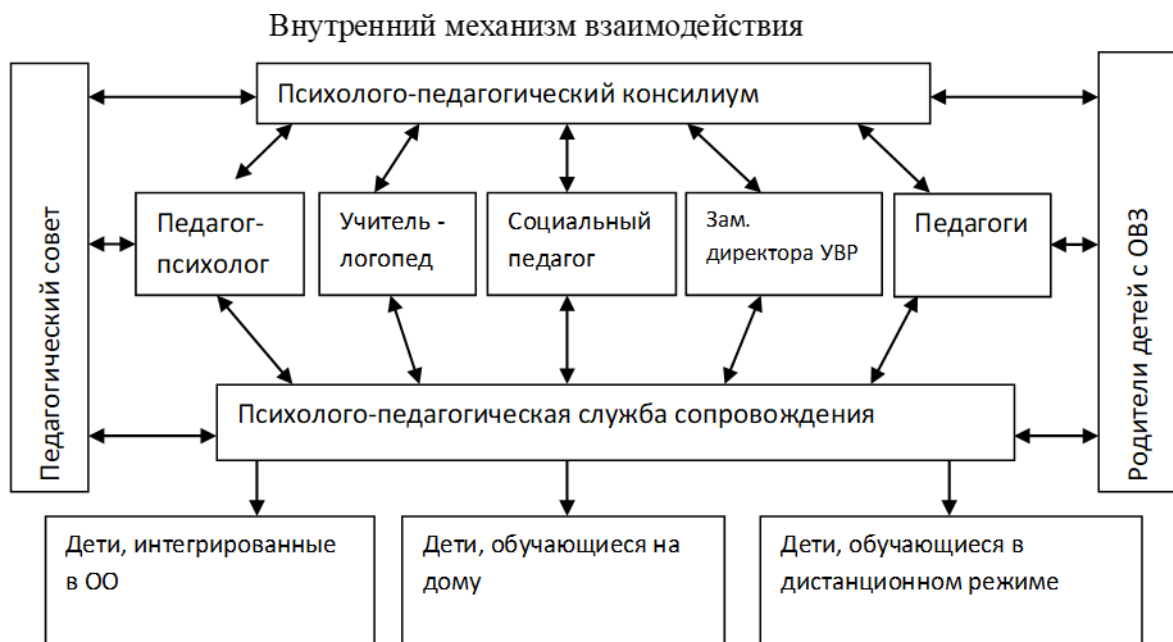 Внутренний механизм взаимодействия
Психолого-педагогический консилиум
Педагогический совет
Педагог-
психолог
Учитель -
логопед
Социальный
педагог
Зам.
директора УВР
Педагоги
Родители детей с ОВЗ
Психолого-педагогическая служба сопровождения
Дети, интегрированные
в ОО
Дети, обучающиеся на
дому
Дети, обучающиеся в
дистанционном режиме